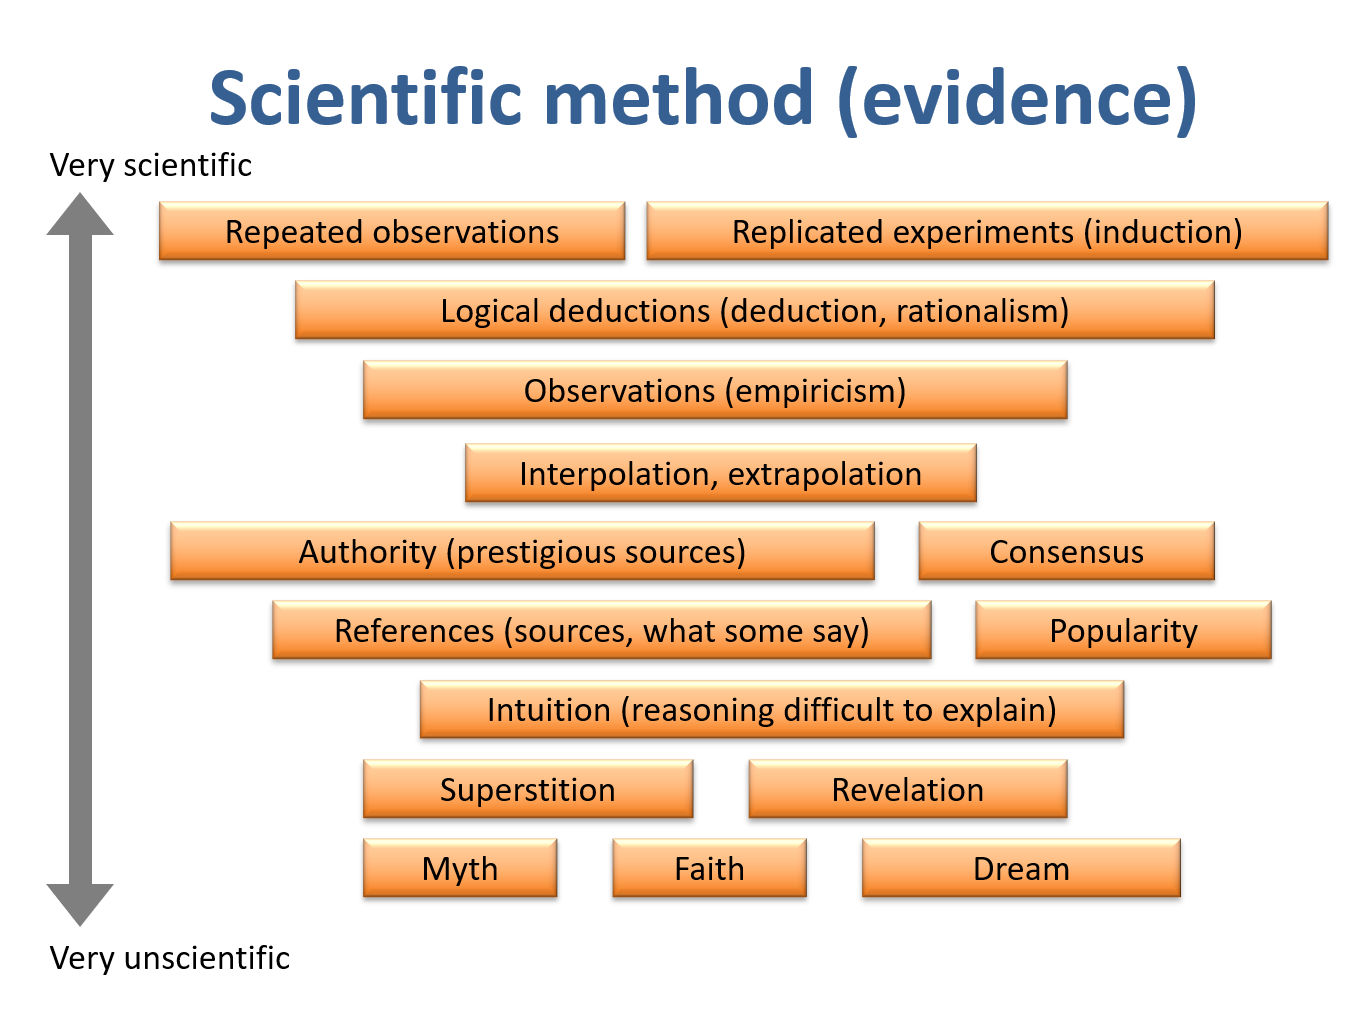 Scientific method (evidence)
Very scientific
Repeated observations
Replicated experiments (induction)
Logical deductions (deduction, rationalism)
Observations (empiricism)
Interpolation, extrapolation
Authority (prestigious sources)
Consensus
References (sources, what some say)
Popularity
Intuition (reasoning difficult to explain)
Superstition
Revelation
Myth
Faith
Dream
Very unscientific